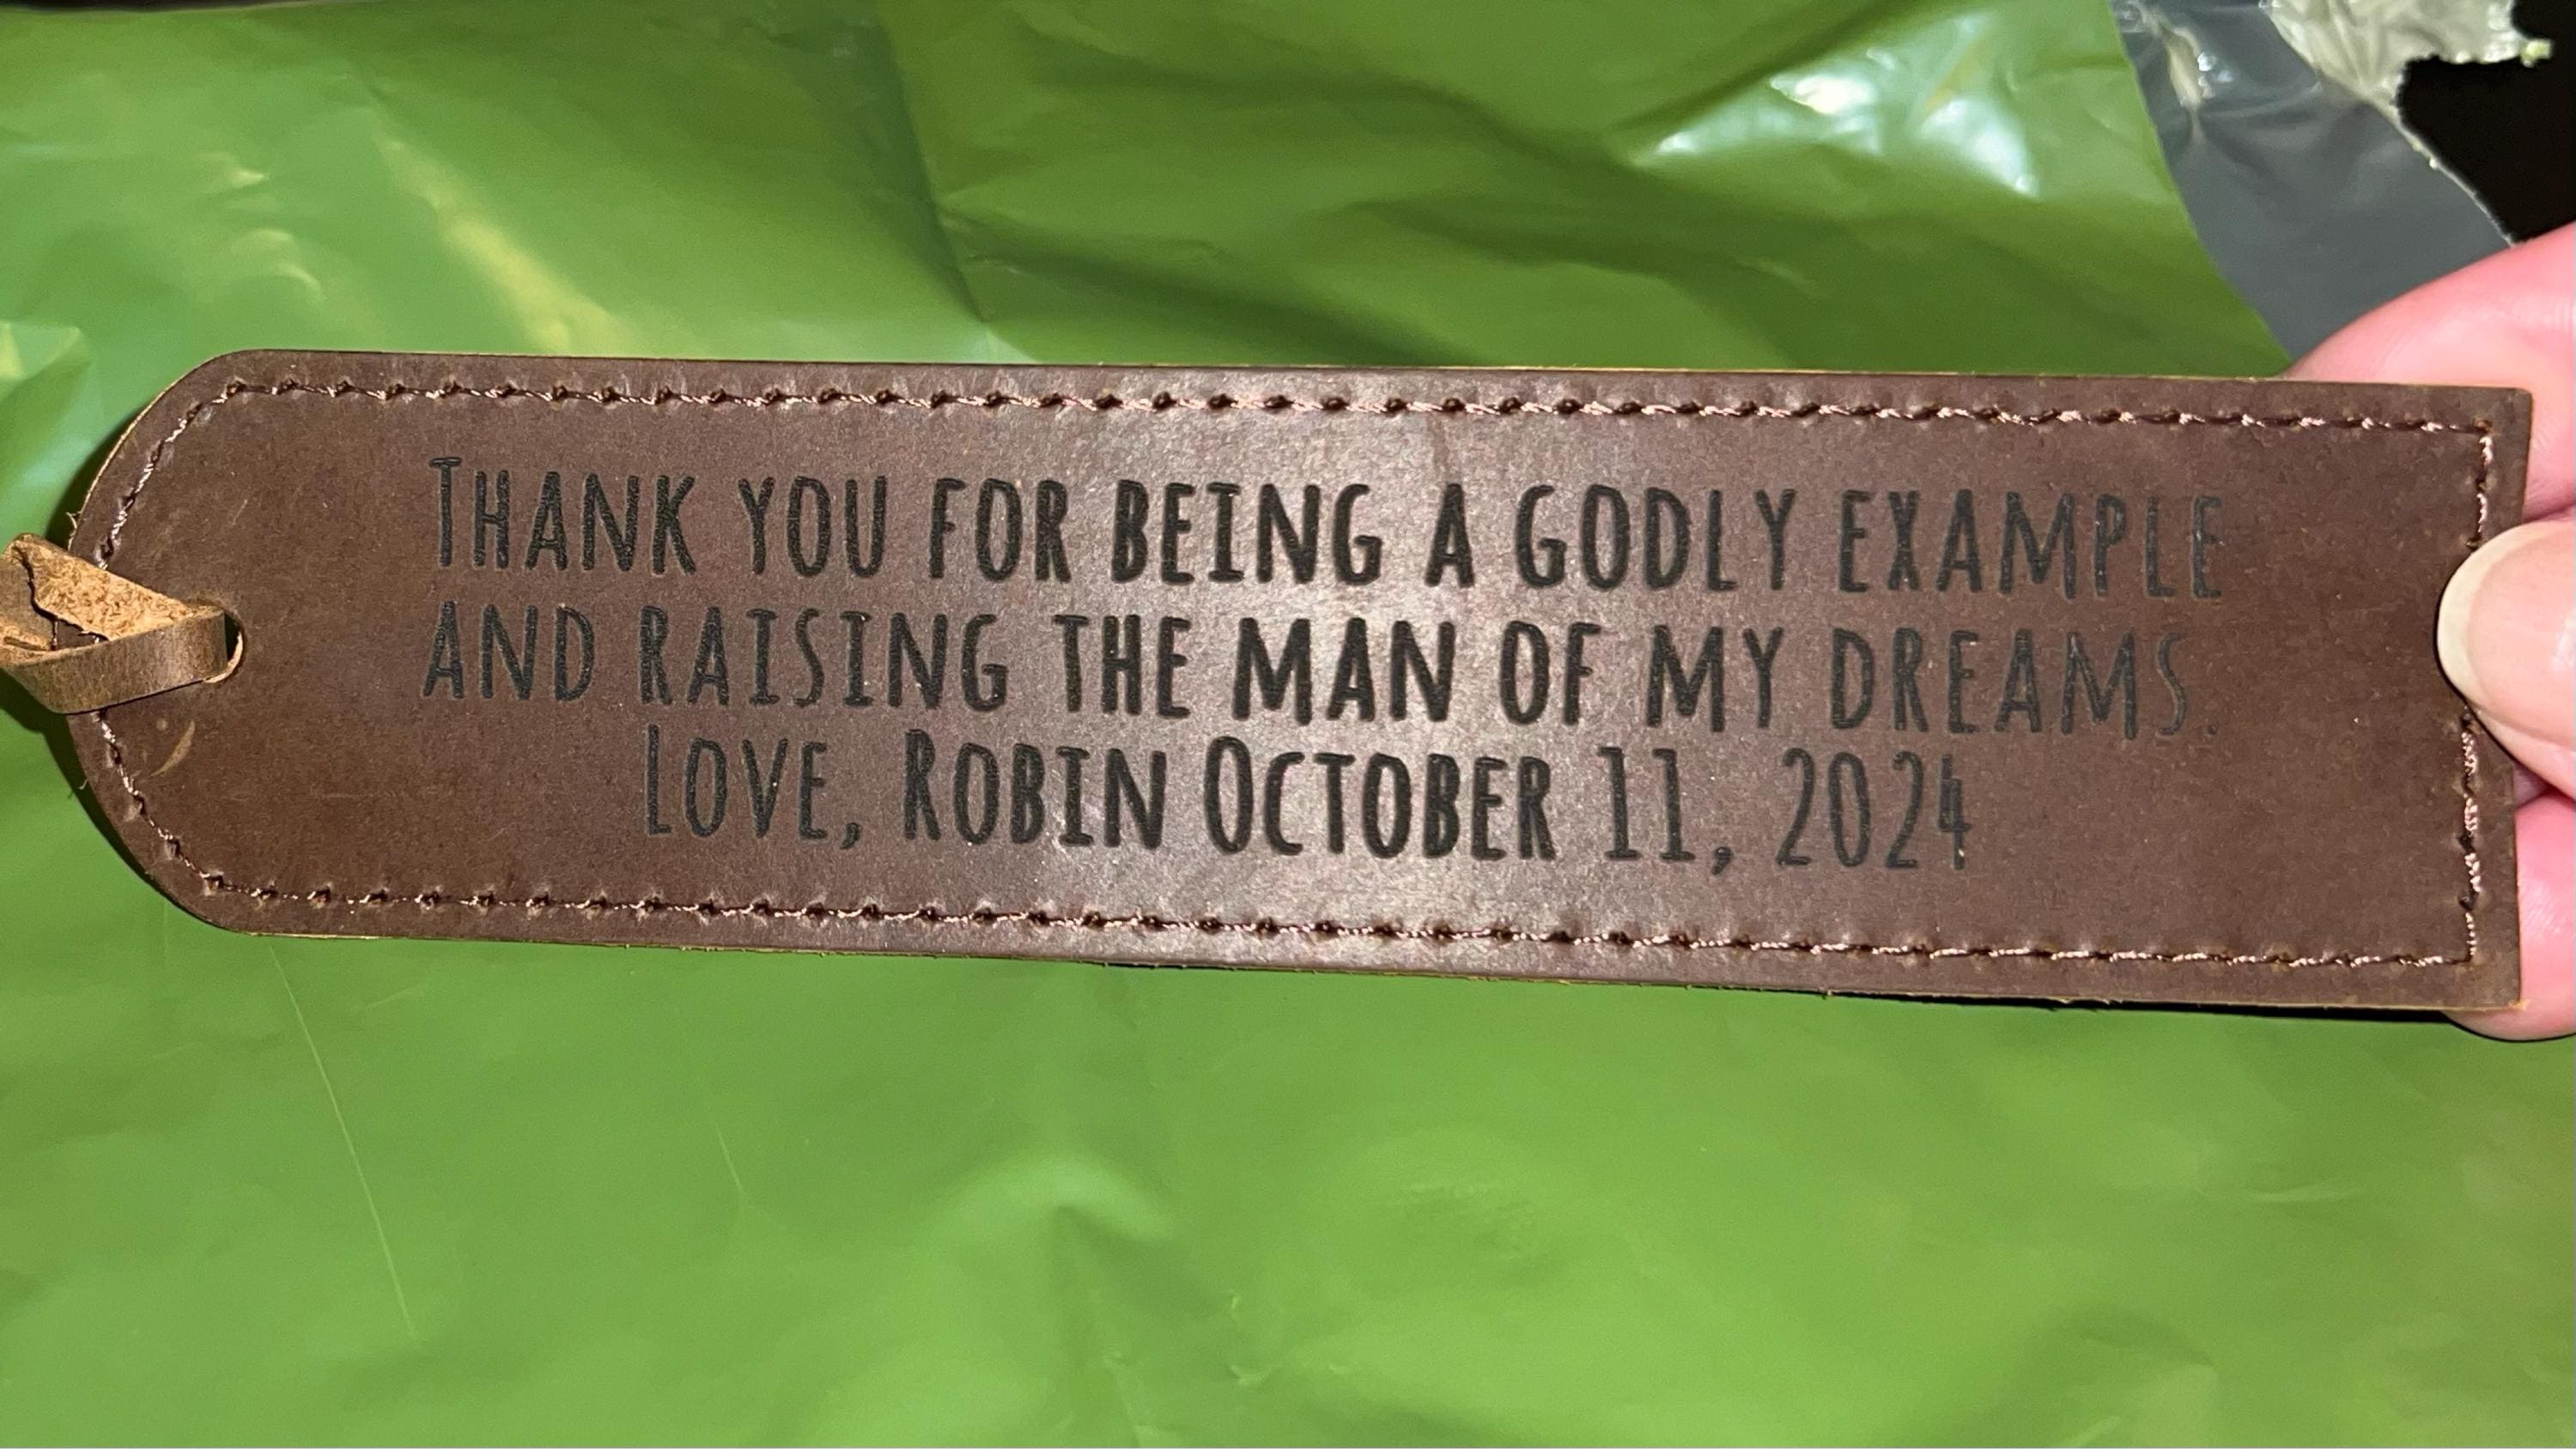 Thank you for being a godly example
and raising the man of my dreams.
Love, Robin October 11, 2024